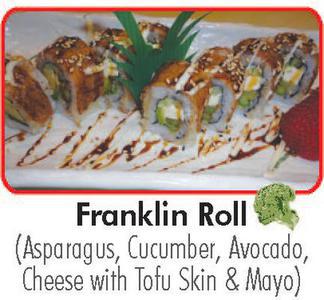 Franklin Roll
(Asparagus, Cucumber, Avocado,
Cheese with Tofu Skin & Mayo)